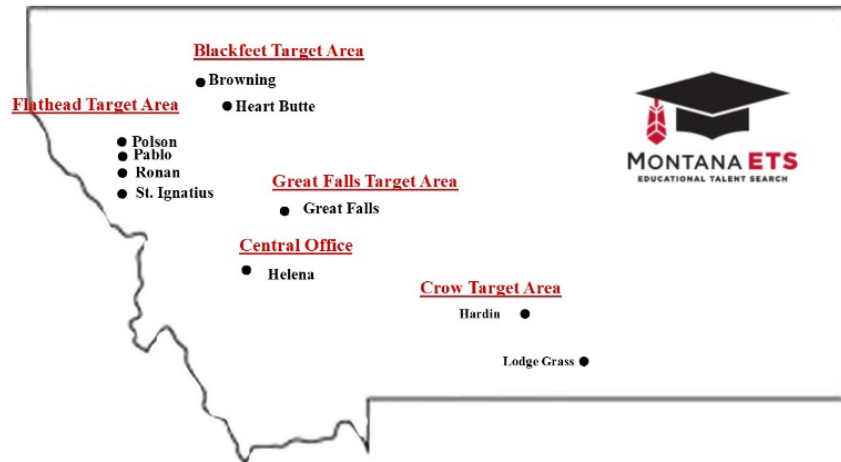 Blackfeet Target Area
Browning
Heart Butte
Flathead Target Area
Polson
Pablo
Ronan
St. Ignatius
Great Falls Target Area
Great Falls
Central Office
Helena
Crow Target Area
Hardin
Lodge Grass
MONTANA ETS
EDUCATIONAL TALENT SEARCH